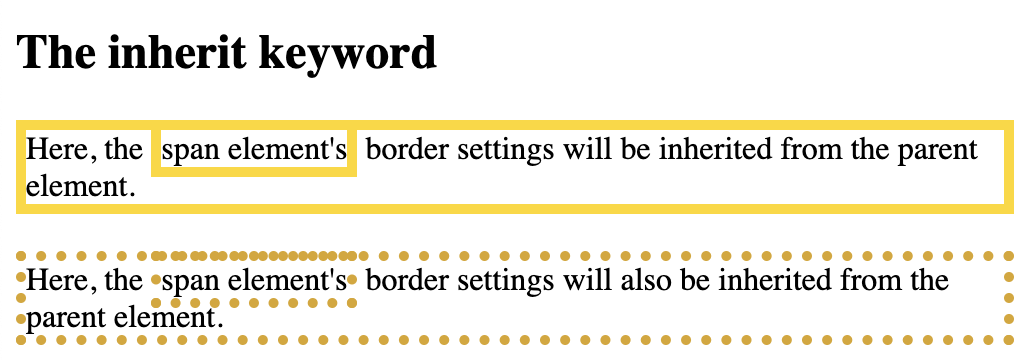 The inherit keyword
Here, the span element's border settings will be inherited from the parent
element.
Here, the span element's border settings will also be inherited from the
parent element.